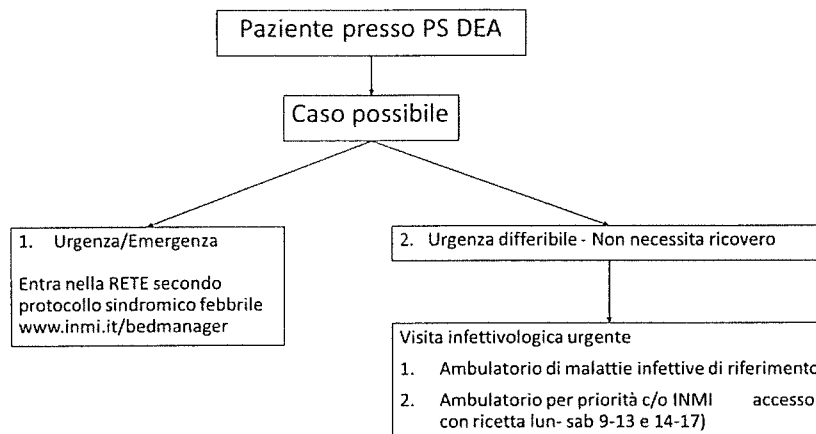 Paziente presso PS DEA
Caso possibile
1. Urgenza/Emergenza
Entra nella RETE secondo
protocollo sindromico febbrile
www.inmi.it/bedmanager
2. Urgenza differibile - Non necessita ricovero
Visita infettivologica urgente
1. Ambulatorio di malattie infettive di riferimento
2. Ambulatorio per priorità c/o INMI accesso
con ricetta lun- sab 9-13 e 14-17)